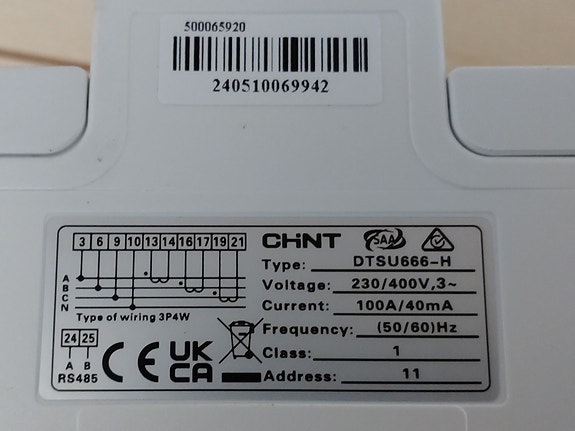 500065920
240510069942
3 6 9 10 13 14 16 17 19 21
A
B
C
N
Type of wiring 3P4W
24 25
A B
RS485
CE
UK
CA
CHNT
SAA
Type: DTSU666-H
Voltage: 230/400V,3~
Current: 100A/40mA
Frequency: (50/60)Hz
Class: 1
Address: 11